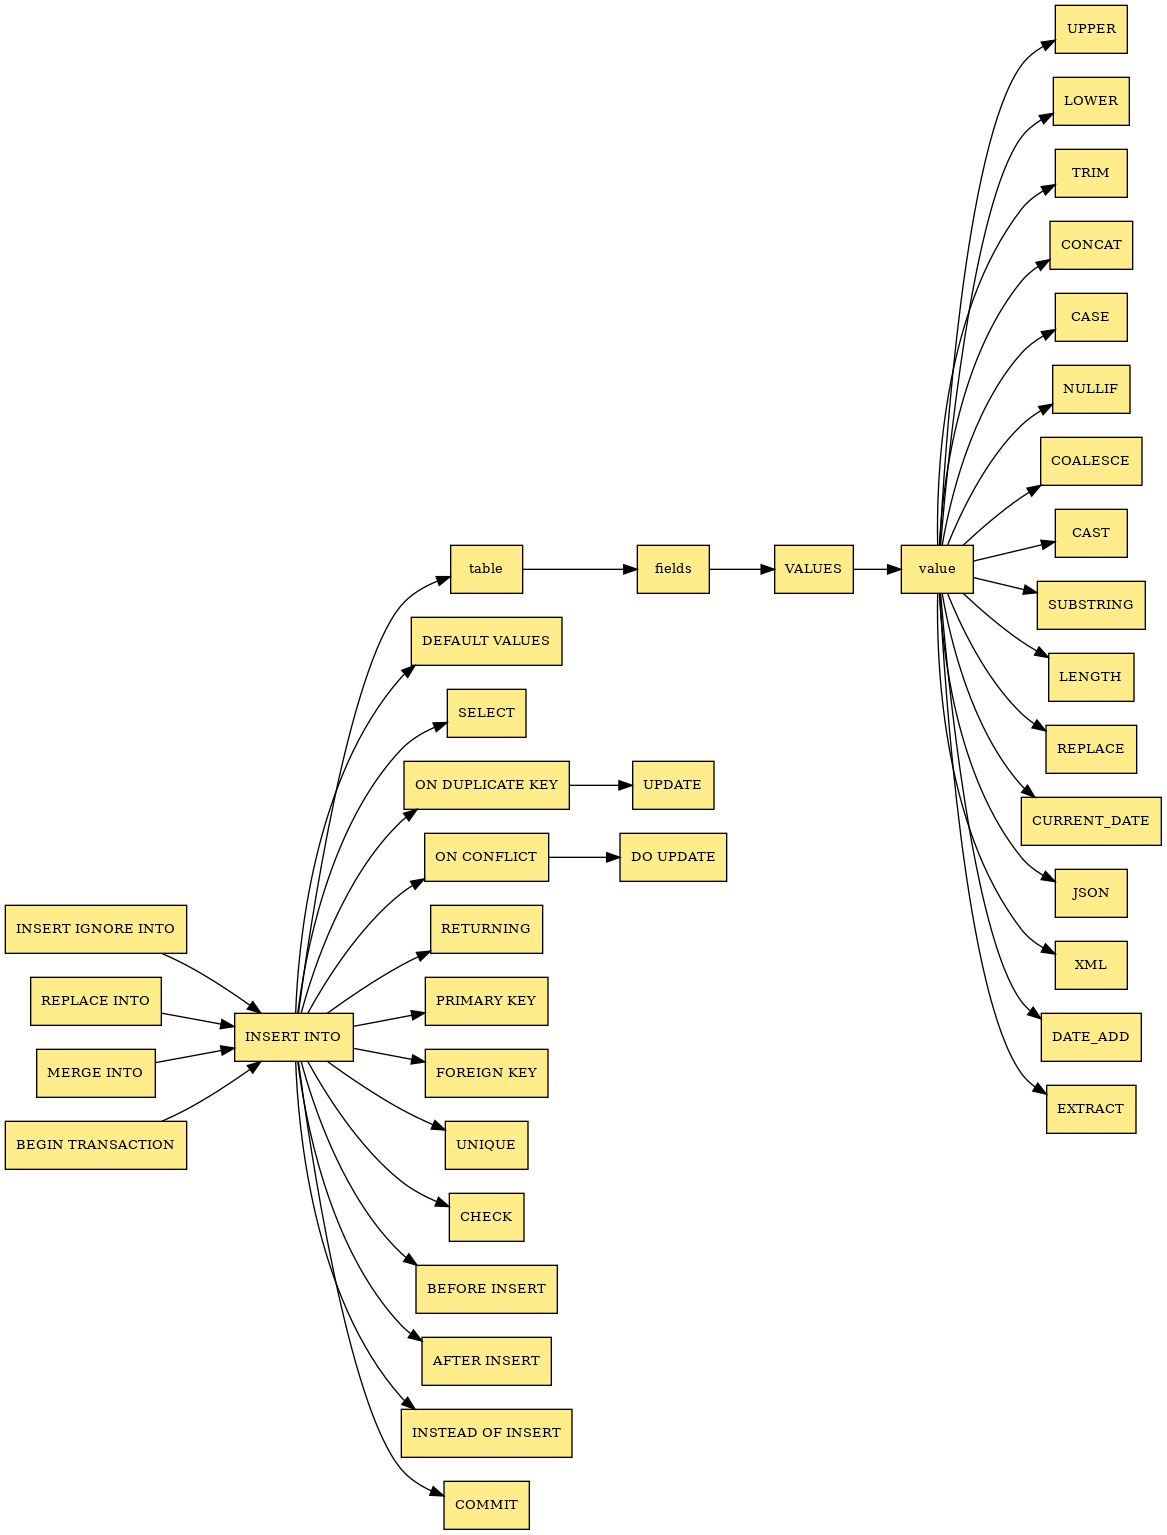 UPPER
LOWER
TRIM
CONCAT
CASE
NULLIF
COALESCE
CAST
table
fields
VALUES
value
SUBSTRING
DEFAULT VALUES
LENGTH
SELECT
REPLACE
ON DUPLICATE KEY
UPDATE
CURRENT_DATE
ON CONFLICT
DO UPDATE
JSON
INSERT IGNORE INTO
RETURNING
XML
REPLACE INTO
PRIMARY KEY
INSERT INTO
DATE_ADD
MERGE INTO
FOREIGN KEY
EXTRACT
BEGIN TRANSACTION
UNIQUE
CHECK
BEFORE INSERT
AFTER INSERT
INSTEAD OF INSERT
COMMIT